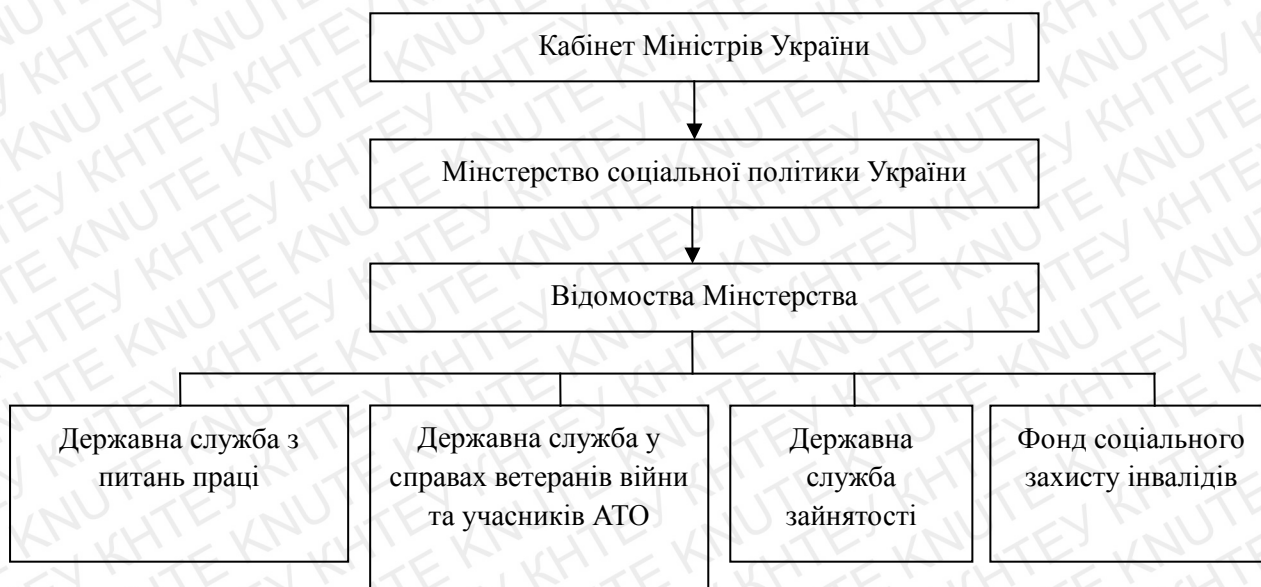 Кабінет Міністрів України
Мінстерство соціальної політики України
Відомоства Мінстерства
Державна служба з
питань праці
Державна служба у
справах ветеранів війни
та учасників АТО
Державна
служба
зайнятості
Фонд соціального
захисту інвалідів